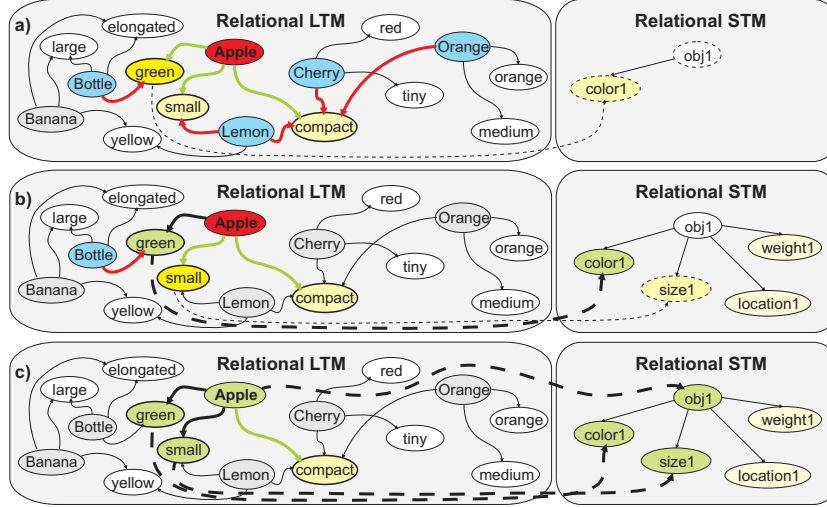 a)
Relational LTM
Relational STM
elongated
large
green
Apple
Bottle
small
Banana
yellow
Lemon
compact
Cherry
red
tiny
Orange
orange
medium
obj1
color1
b)
Relational LTM
Relational STM
elongated
large
green
Apple
Bottle
small
Banana
yellow
Lemon
compact
Cherry
red
tiny
Orange
orange
medium
obj1
color1
weight1
size1
location1
c)
Relational LTM
Relational STM
elongated
large
green
Apple
Bottle
small
Banana
yellow
Lemon
compact
Cherry
red
tiny
Orange
orange
medium
obj1
color1
weight1
size1
location1